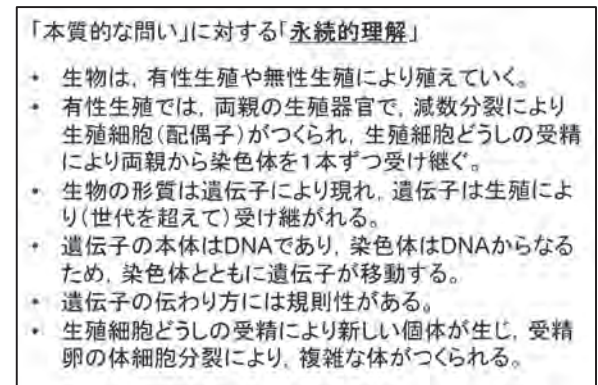 「本質的な問い」に対する「永続的理解」
・ 生物は，有性生殖や無性生殖により殖えていく。
・ 有性生殖では，両親の生殖器官で，減数分裂により
生殖細胞（配偶子）がつくられ，生殖細胞どうしの受精
により両親から染色体を１本ずつ受け継ぐ。
・ 生物の形質は遺伝子により現れ，遺伝子は生殖によ
り（世代を超えて）受け継がれる。
・ 遺伝子の本体はDNAであり，染色体はDNAからなる
ため，染色体とともに遺伝子が移動する。
・ 遺伝子の伝わり方には規則性がある。
・ 生殖細胞どうしの受精により新しい個体が生じ，受精
卵の体細胞分裂により，複雑な体がつくられる。